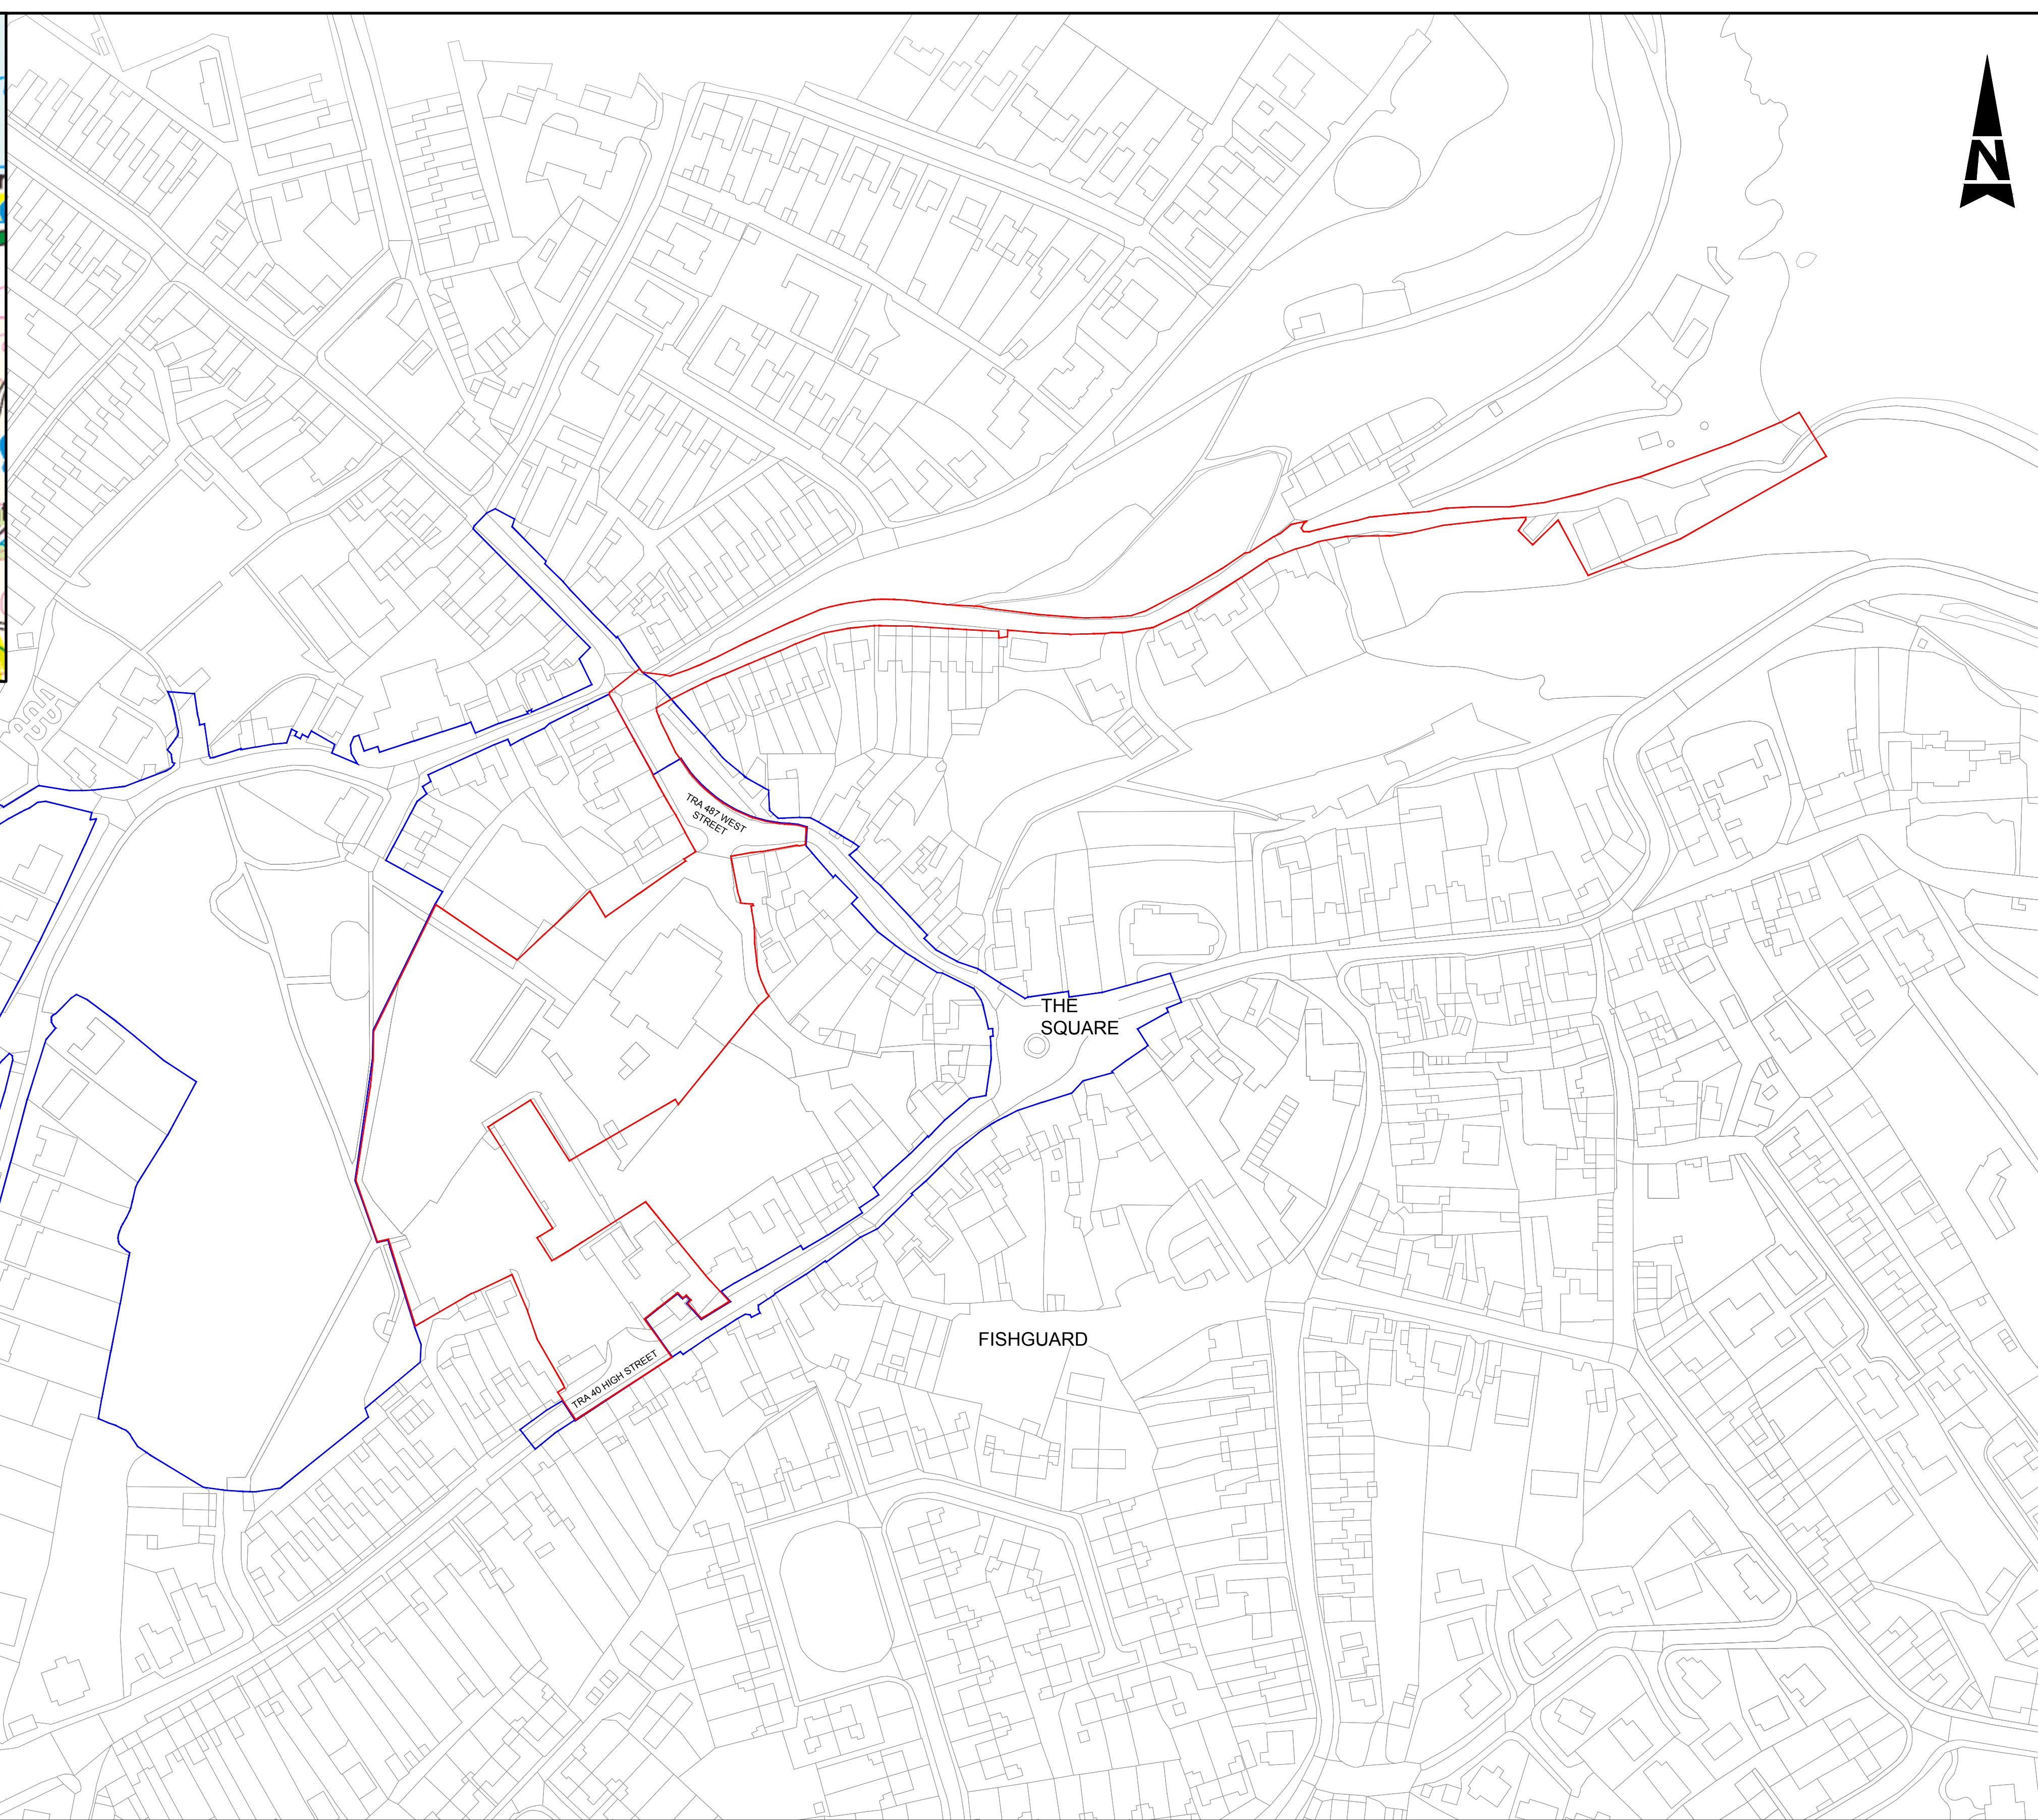 N
TRA 487 WEST
STREET
THE
SQUARE
FISHGUARD
TRA 40 HIGH STREET